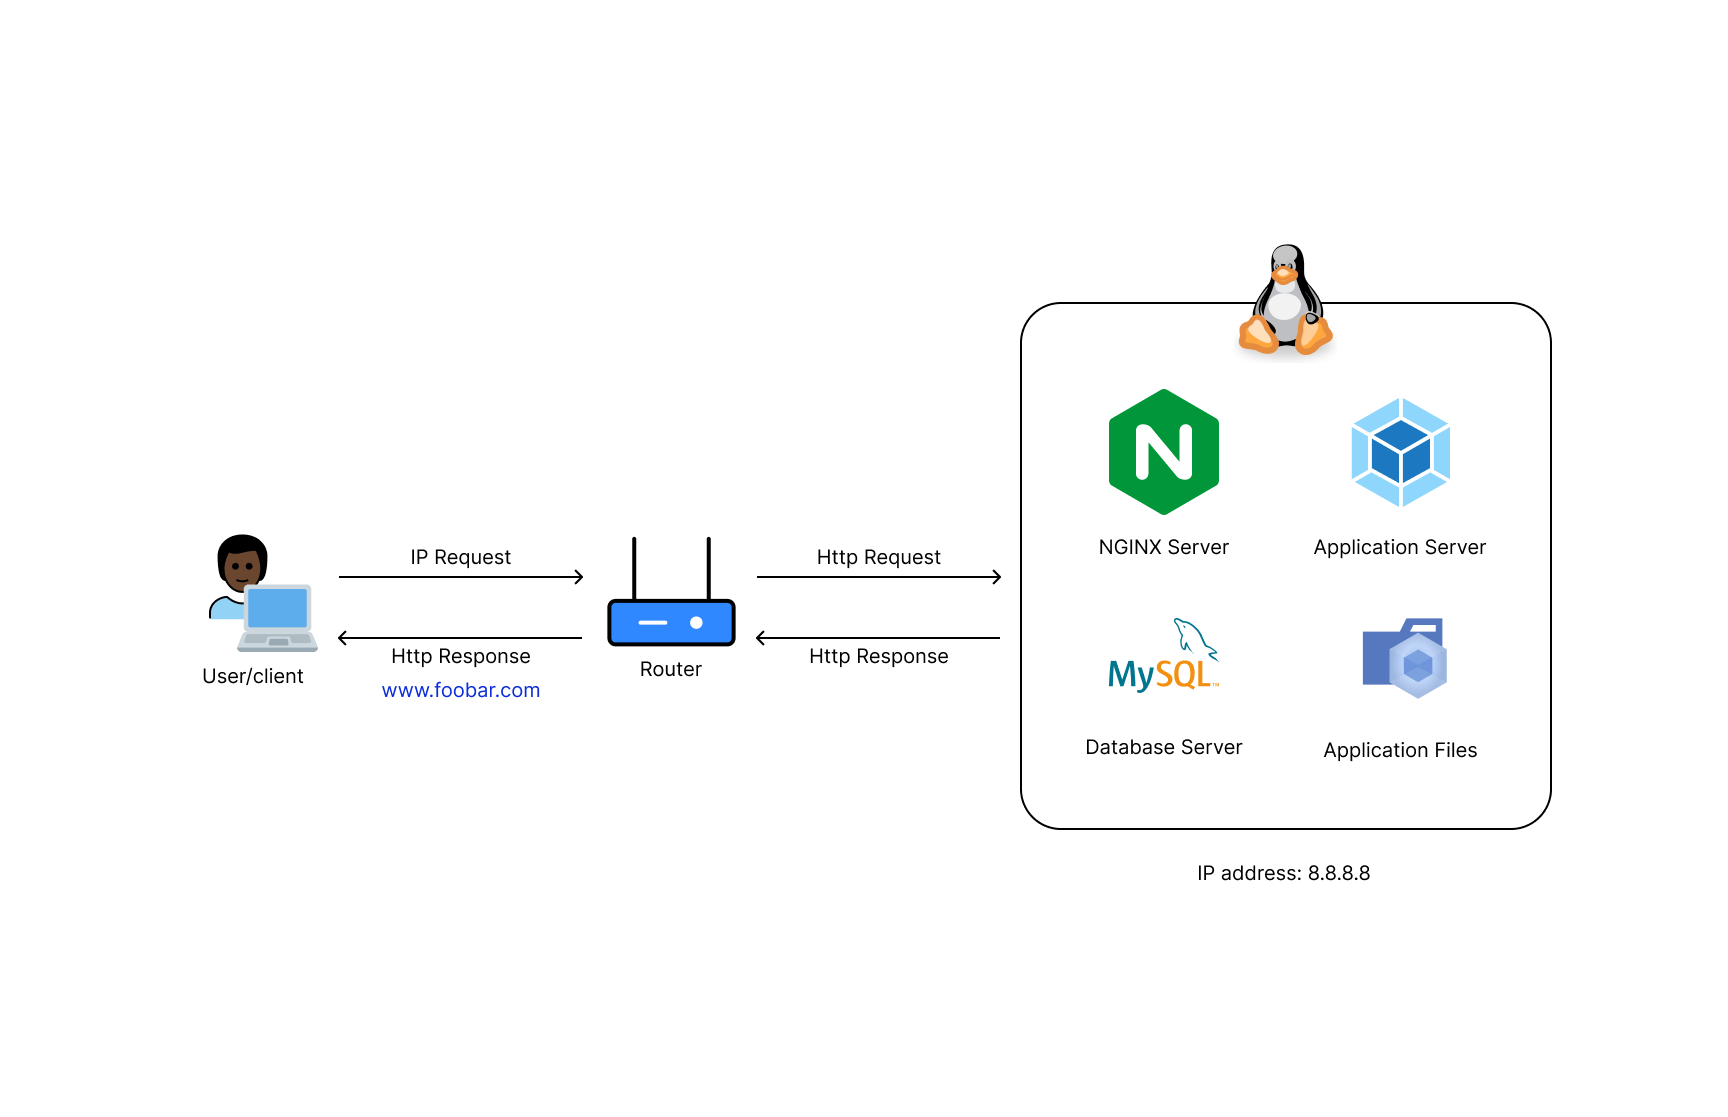 IP Request
Http Request
Http Response
www.foobar.com
Http Response
User/client
Router
NGINX Server
Application Server
MySQL™
Database Server
Application Files
IP address: 8.8.8.8